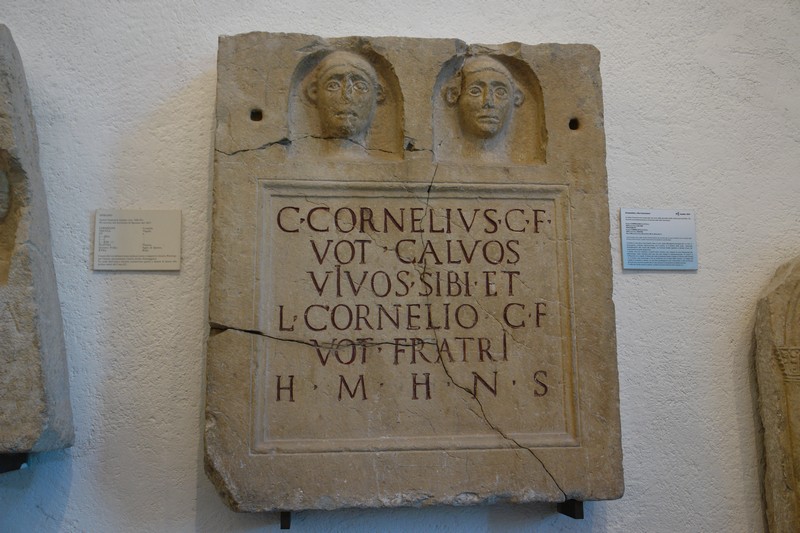 C·CORNELIVS·C·F·
VOT · CALVOS
VIVOS·SIBI·ET
L·CORNELIO·C·F
VOT·FRATRI
H · M · H · N · S